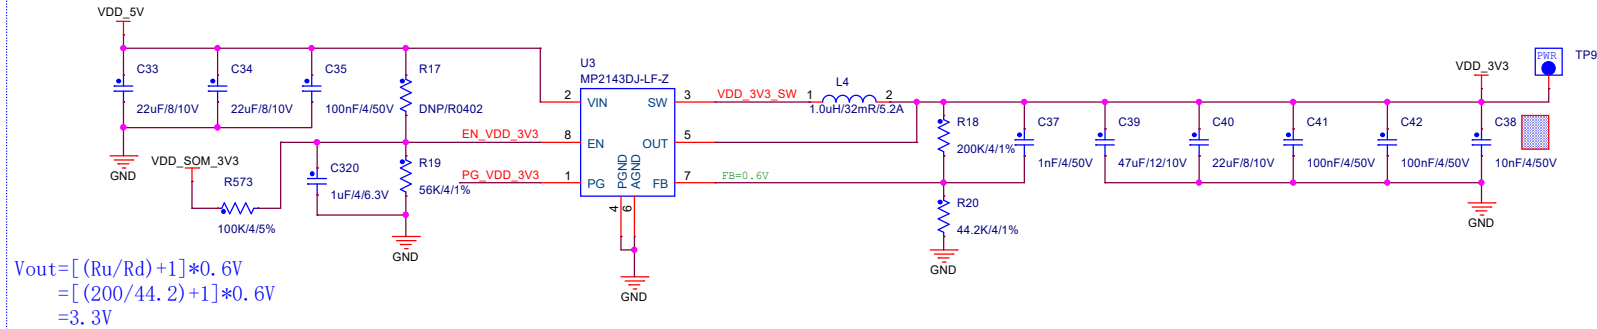 VDD_5V
C33
22uF/8/10V
C34
22uF/8/10V
C35
100nF/4/50V
R17
DNP/R0402
GND
VDD_SOM_3V3
R573
100K/4/5%
C320
1uF/4/6.3V
R19
56K/4/1%
GND
EN_VDD_3V3
PG_VDD_3V3
U3
MP2143DJ-LF-Z
2
VIN
SW
3
8
EN
OUT
5
1
PG
FB
7
PGND
AGND
4
6
GND
VDD_3V3_SW
L4
1
2
1.0uH/32mR/5.2A
FB=0.6V
R18
200K/4/1%
R20
44.2K/4/1%
GND
C37
1nF/4/50V
C39
47uF/12/10V
C40
22uF/8/10V
C41
100nF/4/50V
C42
100nF/4/50V
VDD_3V3
C38
10nF/4/50V
GND
PWR
TP9
Vout=[(Ru/Rd)+1]*0.6V
=[(200/44.2)+1]*0.6V
=3.3V